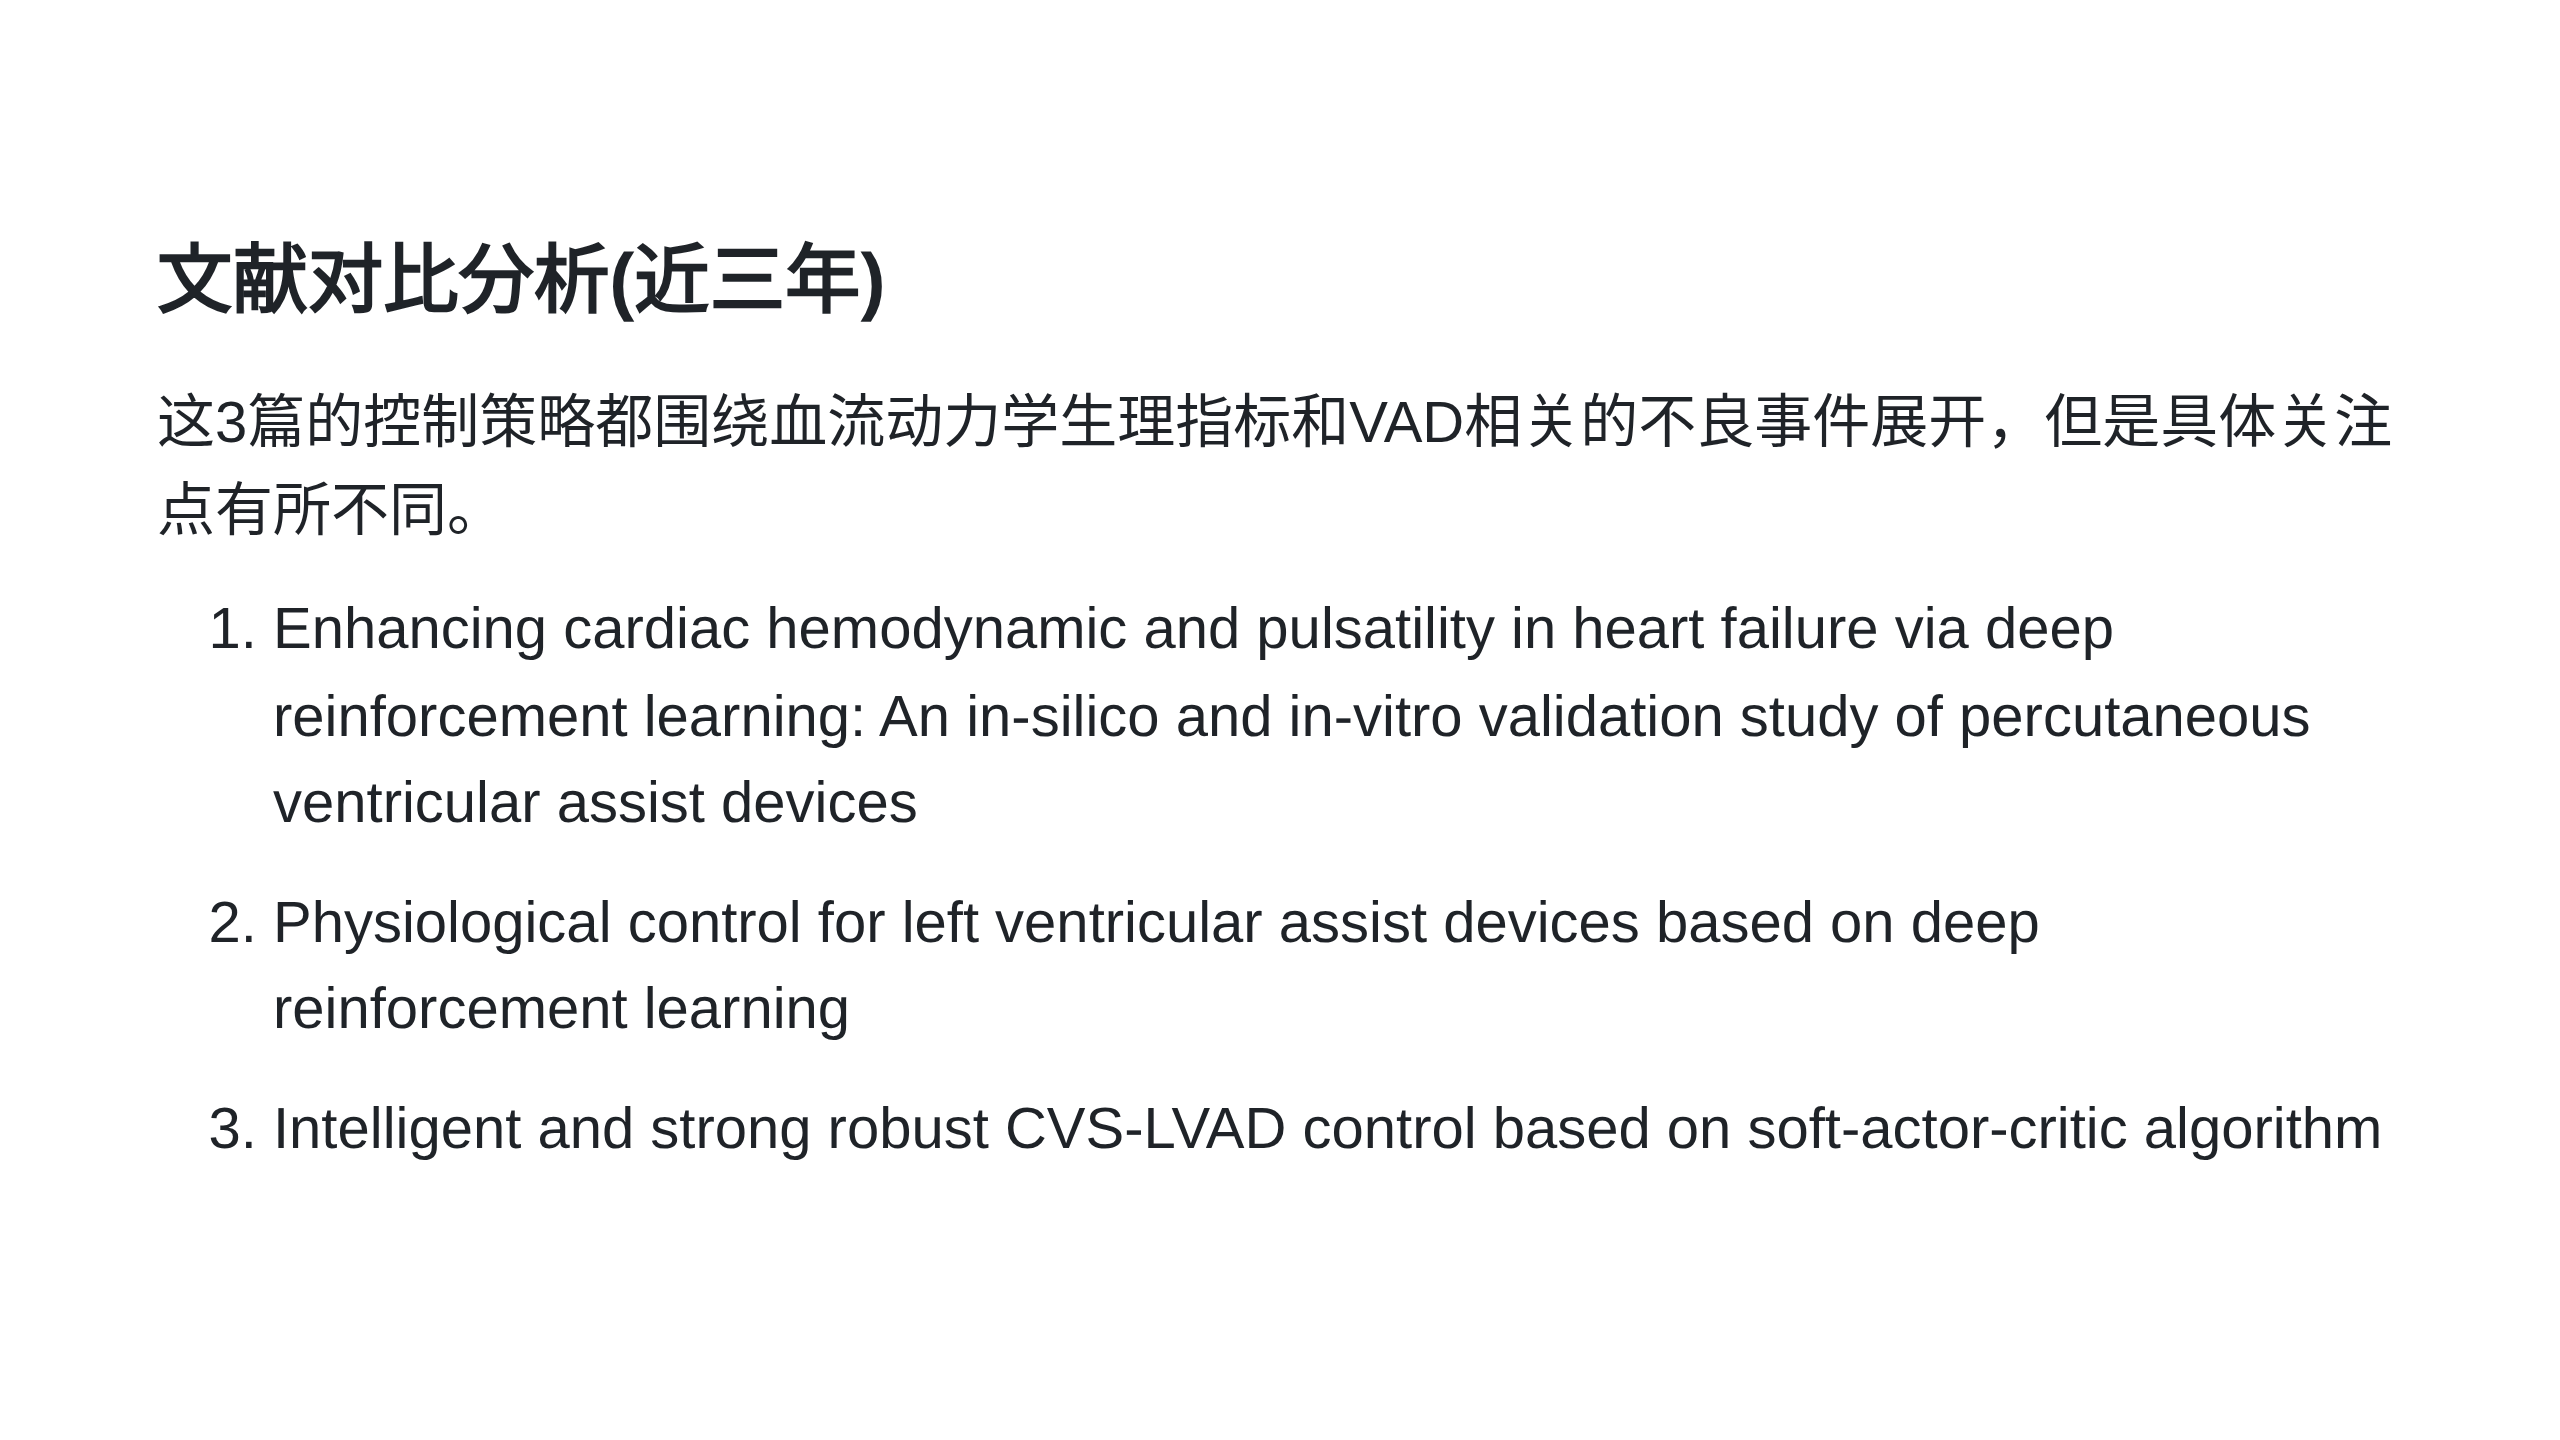 文献对比分析(近三年)
这3篇的控制策略都围绕血流动力学生理指标和VAD相关的不良事件展开，但是具体关注
点有所不同。
1. Enhancing cardiac hemodynamic and pulsatility in heart failure via deep
reinforcement learning: An in-silico and in-vitro validation study of percutaneous
ventricular assist devices
2. Physiological control for left ventricular assist devices based on deep
reinforcement learning
3. Intelligent and strong robust CVS-LVAD control based on soft-actor-critic algorithm